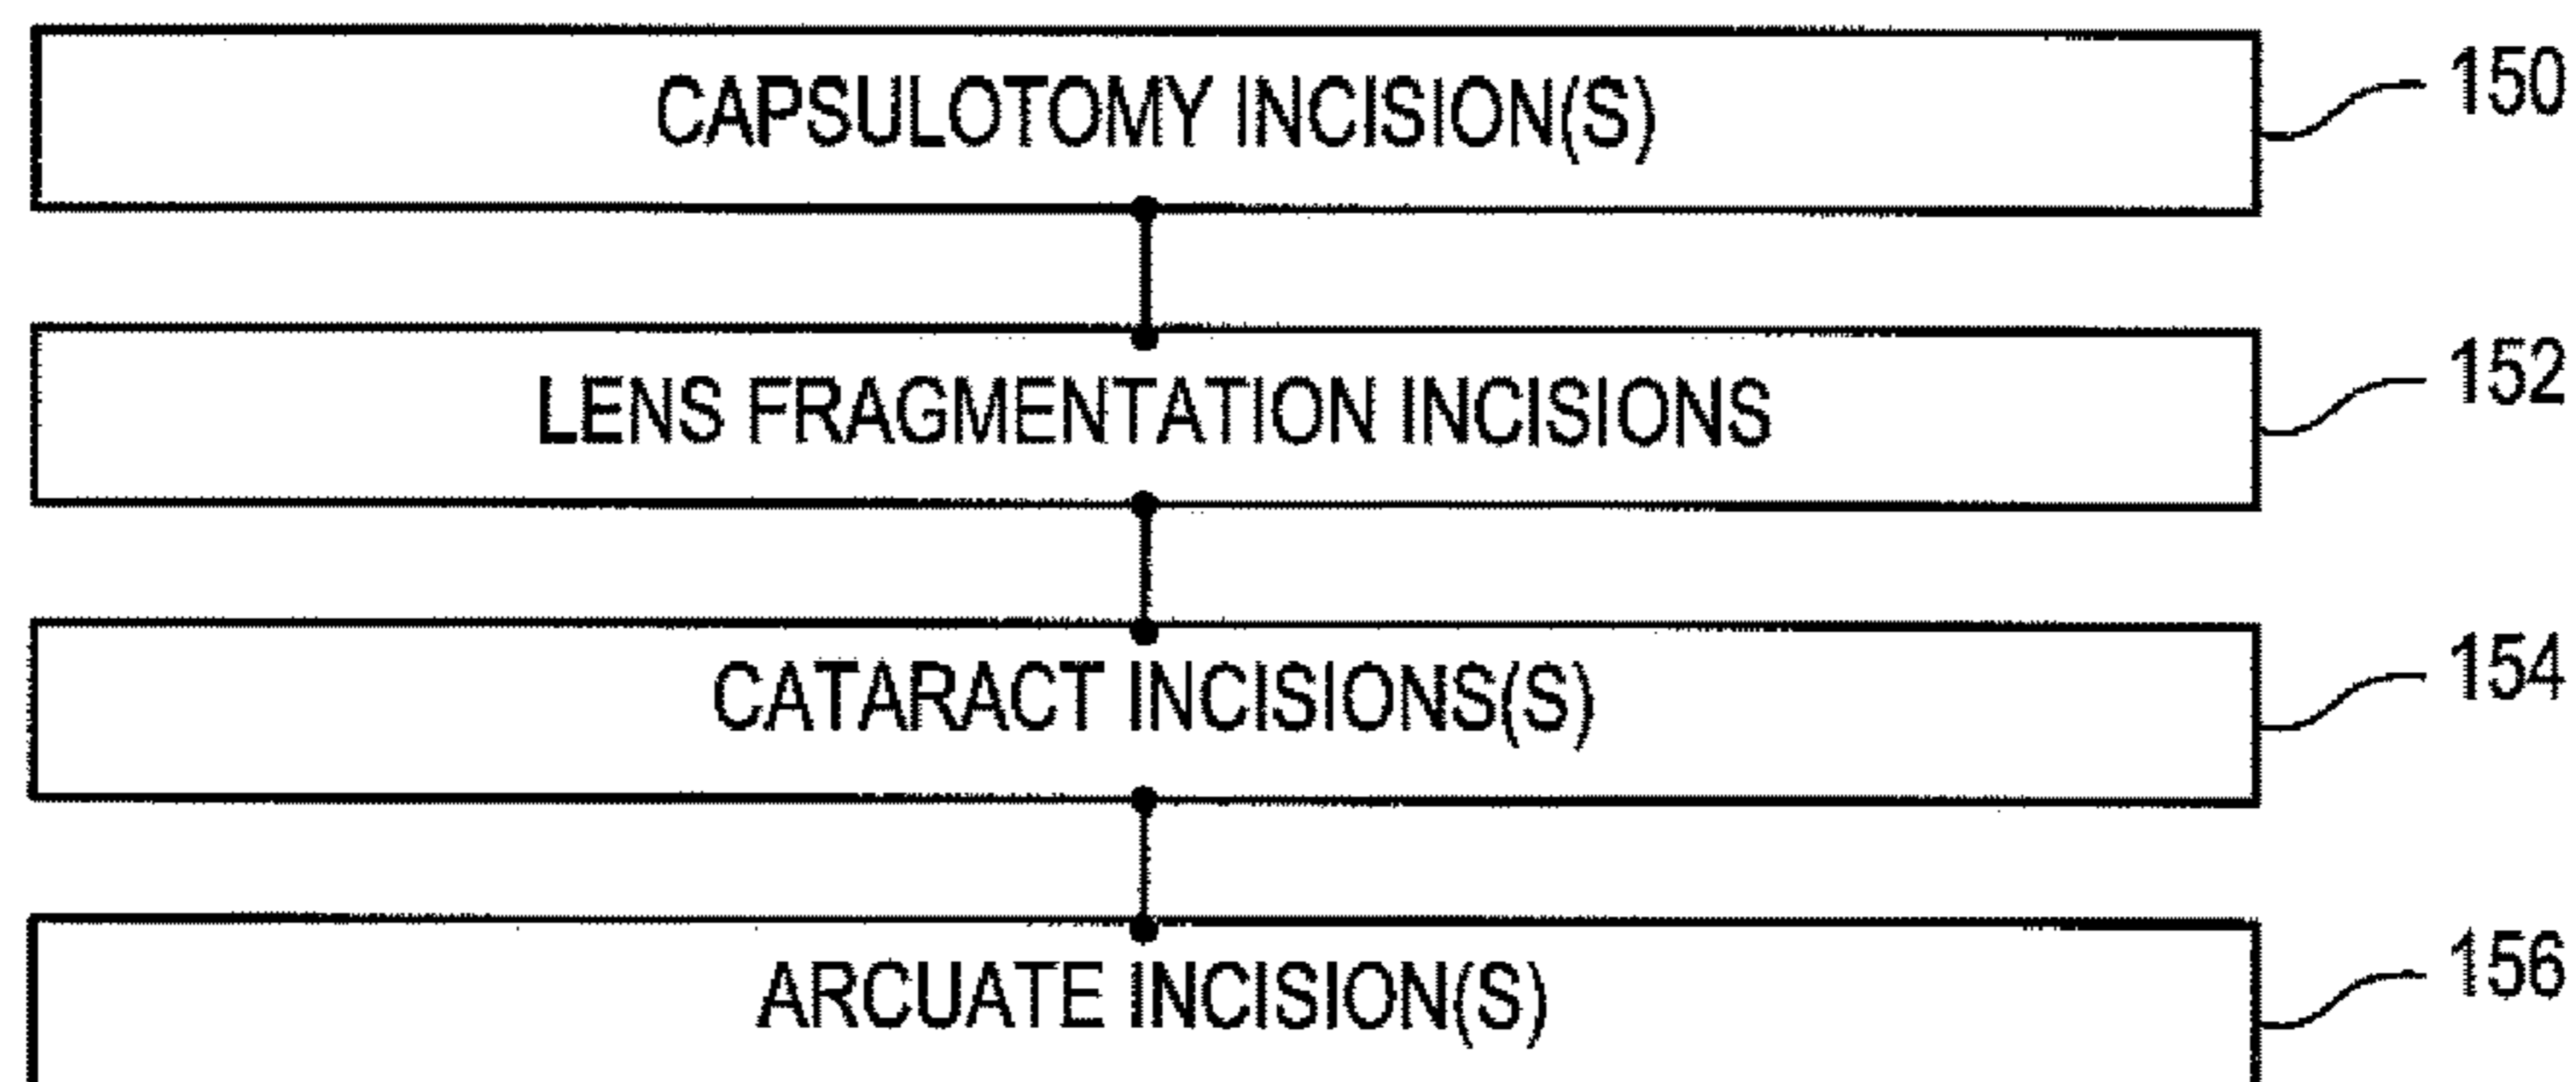 CAPSULOTOMY INCISION(S) 150
LENS FRAGMENTATION INCISIONS 152
CATARACT INCISIONS(S) 154
ARCUATE INCISION(S) 156